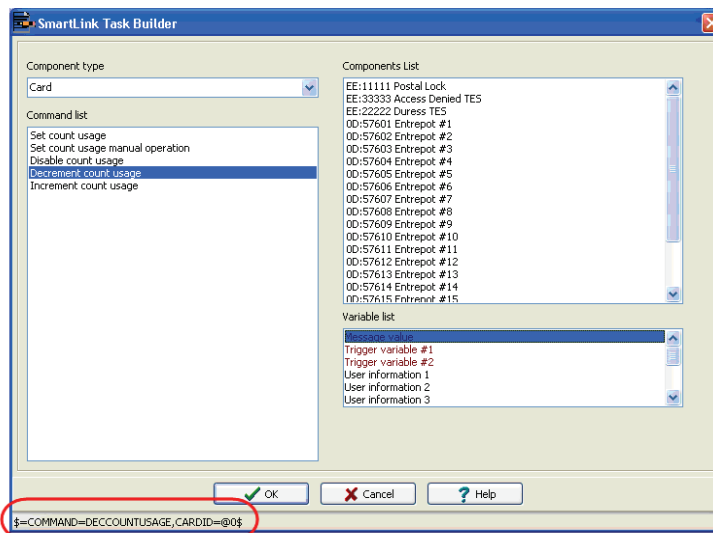 SmartLink Task Builder
Component type
Card
Command list
Set count usage
Set count usage manual operation
Disable count usage
Decrement count usage
Increment count usage
Components List
EE:11111 Postal Lock
EE:33333 Access Denied TES
EE:22222 Duress TES
0D:57601 Entrepot #1
0D:57602 Entrepot #2
0D:57603 Entrepot #3
0D:57604 Entrepot #4
0D:57605 Entrepot #5
0D:57606 Entrepot #6
0D:57607 Entrepot #7
0D:57608 Entrepot #8
0D:57609 Entrepot #9
0D:57610 Entrepot #10
0D:57611 Entrepot #11
0D:57612 Entrepot #12
0D:57613 Entrepot #13
0D:57614 Entrepot #14
0D:57615 Entrepot #15
Variable list
Message value
Trigger variable #1
Trigger variable #2
User information 1
User information 2
User information 3
OK
Cancel
? Help
$=COMMAND=DECCOUNTUSAGE,CARDID=@0$